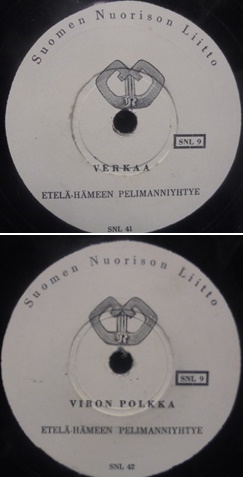 Suomen Nuorison Liitto
SNL 9
VERKAA
ETELÄ-HÄMEEN PELIMANNIYHTYE
SNL 41
Suomen Nuorison Liitto
SNL 9
VIRON POLKKA
ETELÄ-HÄMEEN PELIMANNIYHTYE
SNL 42